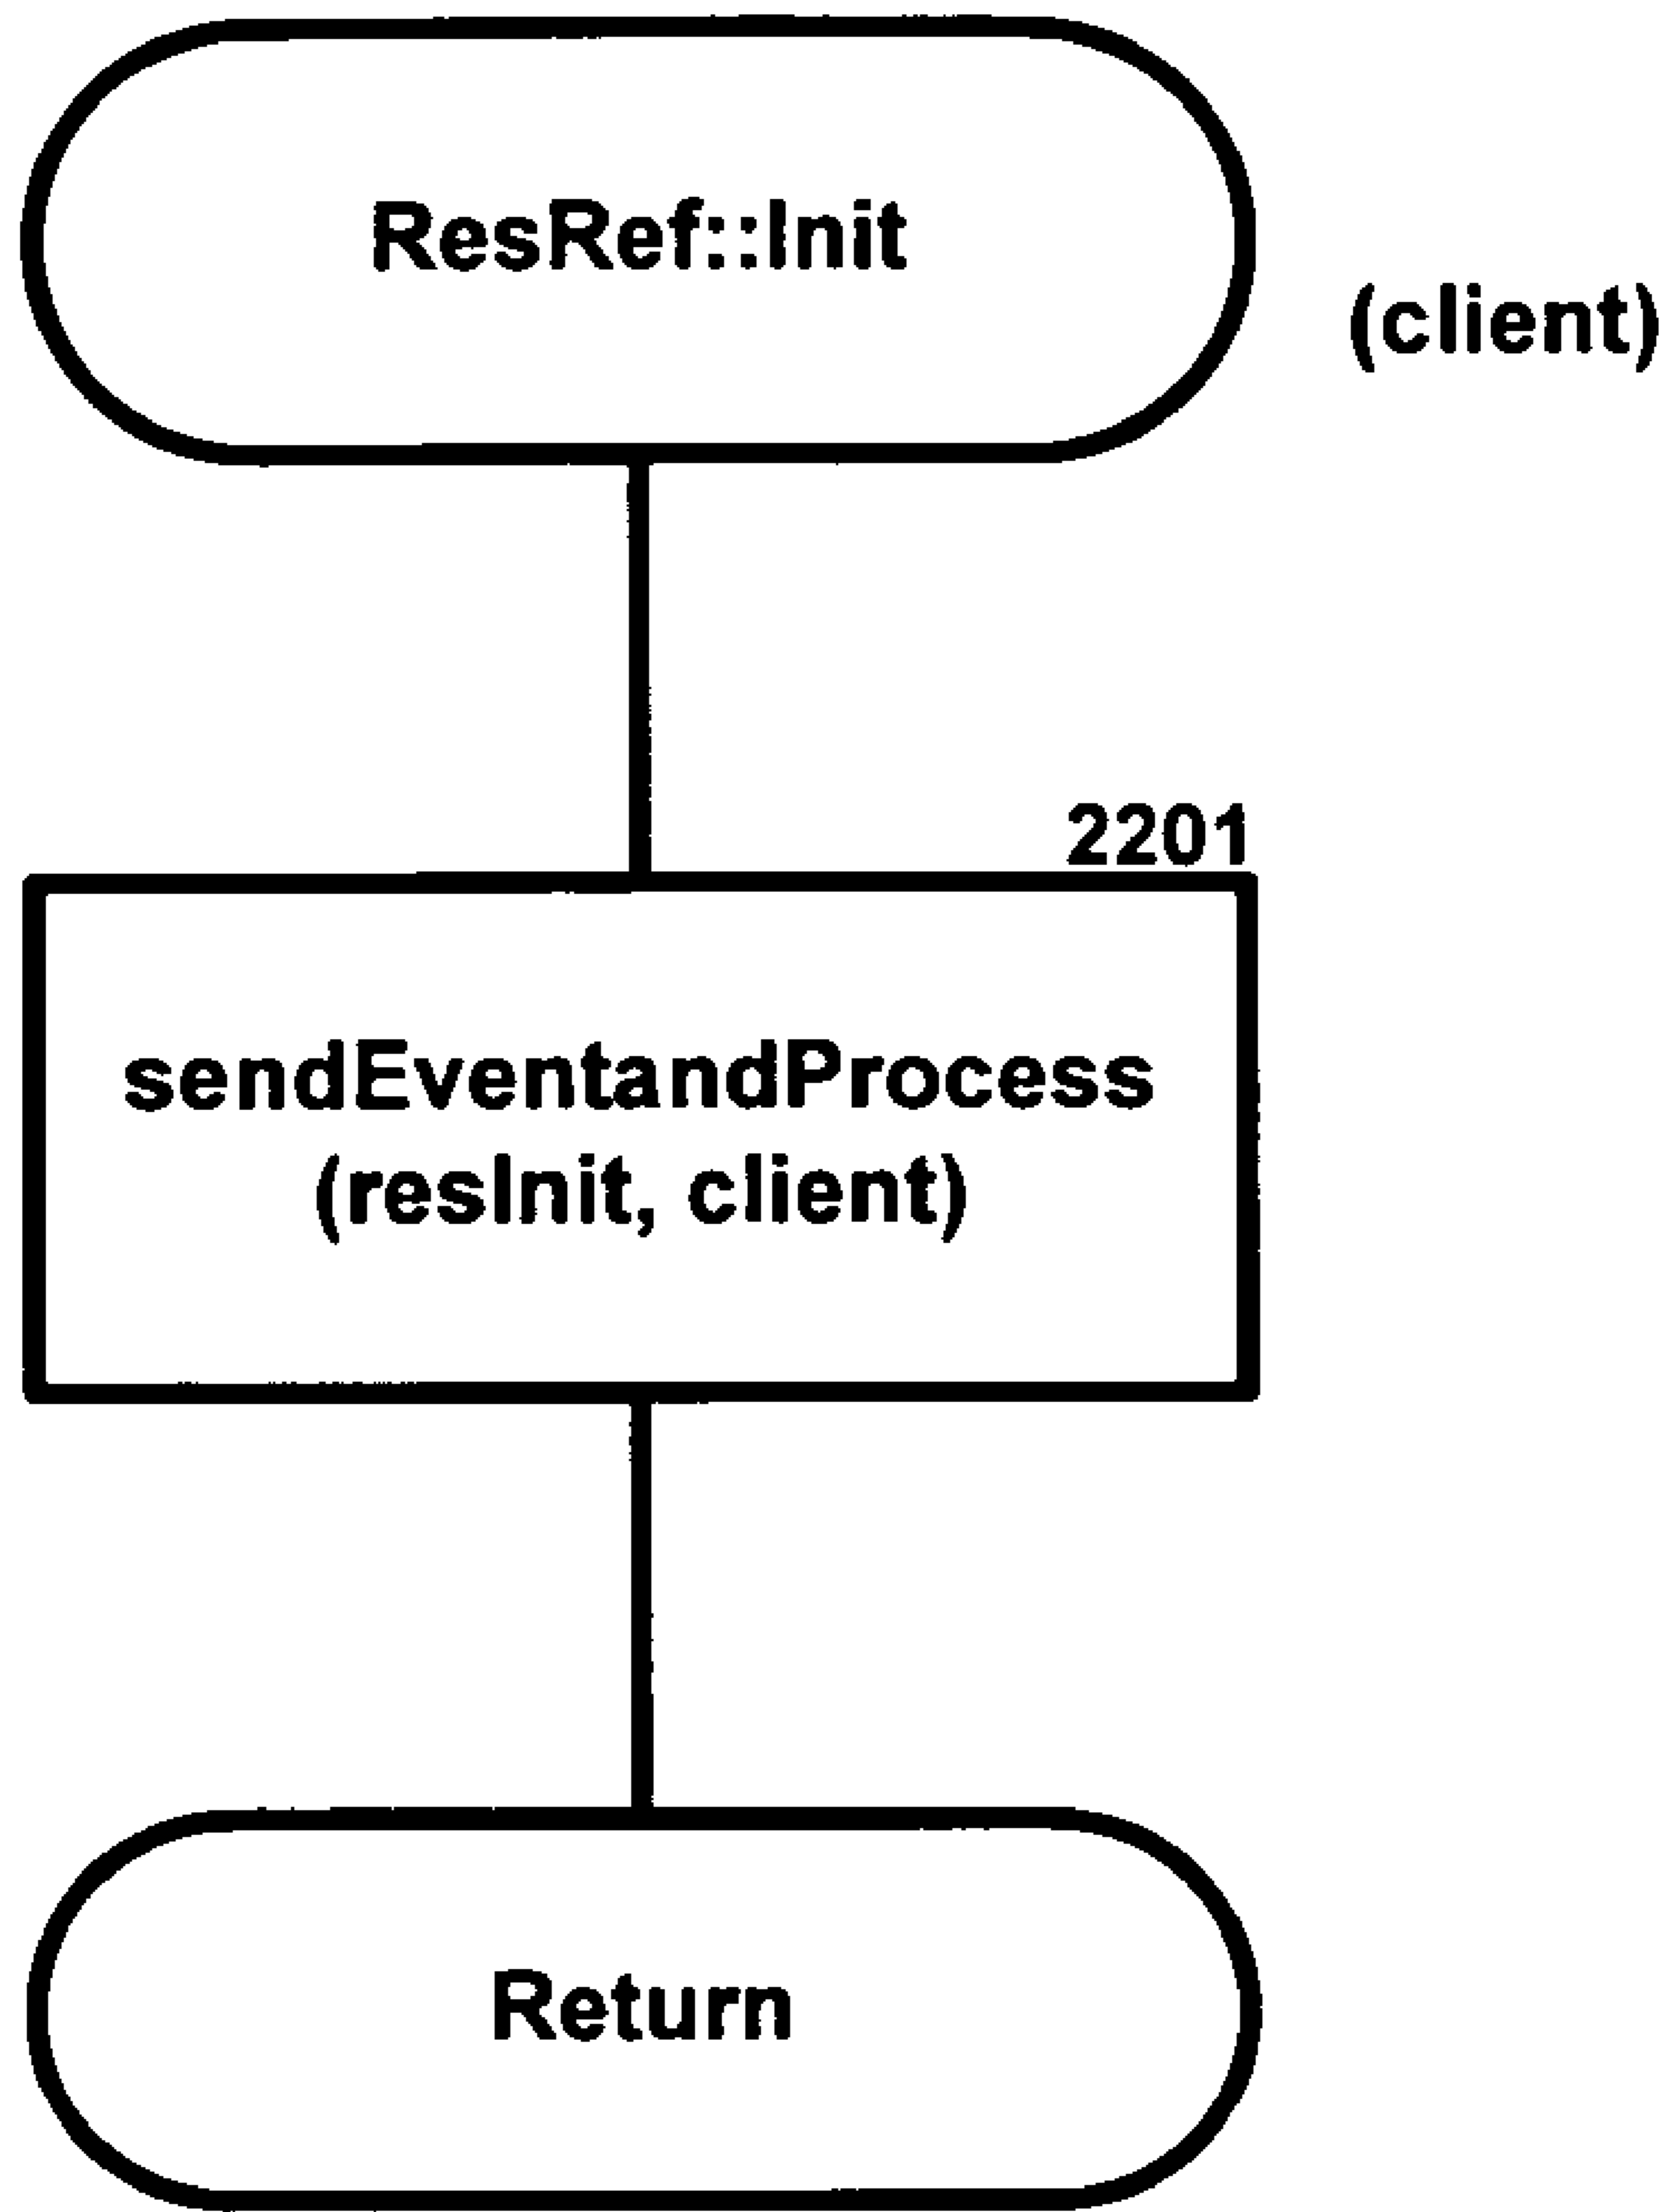 ResRef::Init
(client)
2201
sendEventandProcess
(resInit, client)
Return